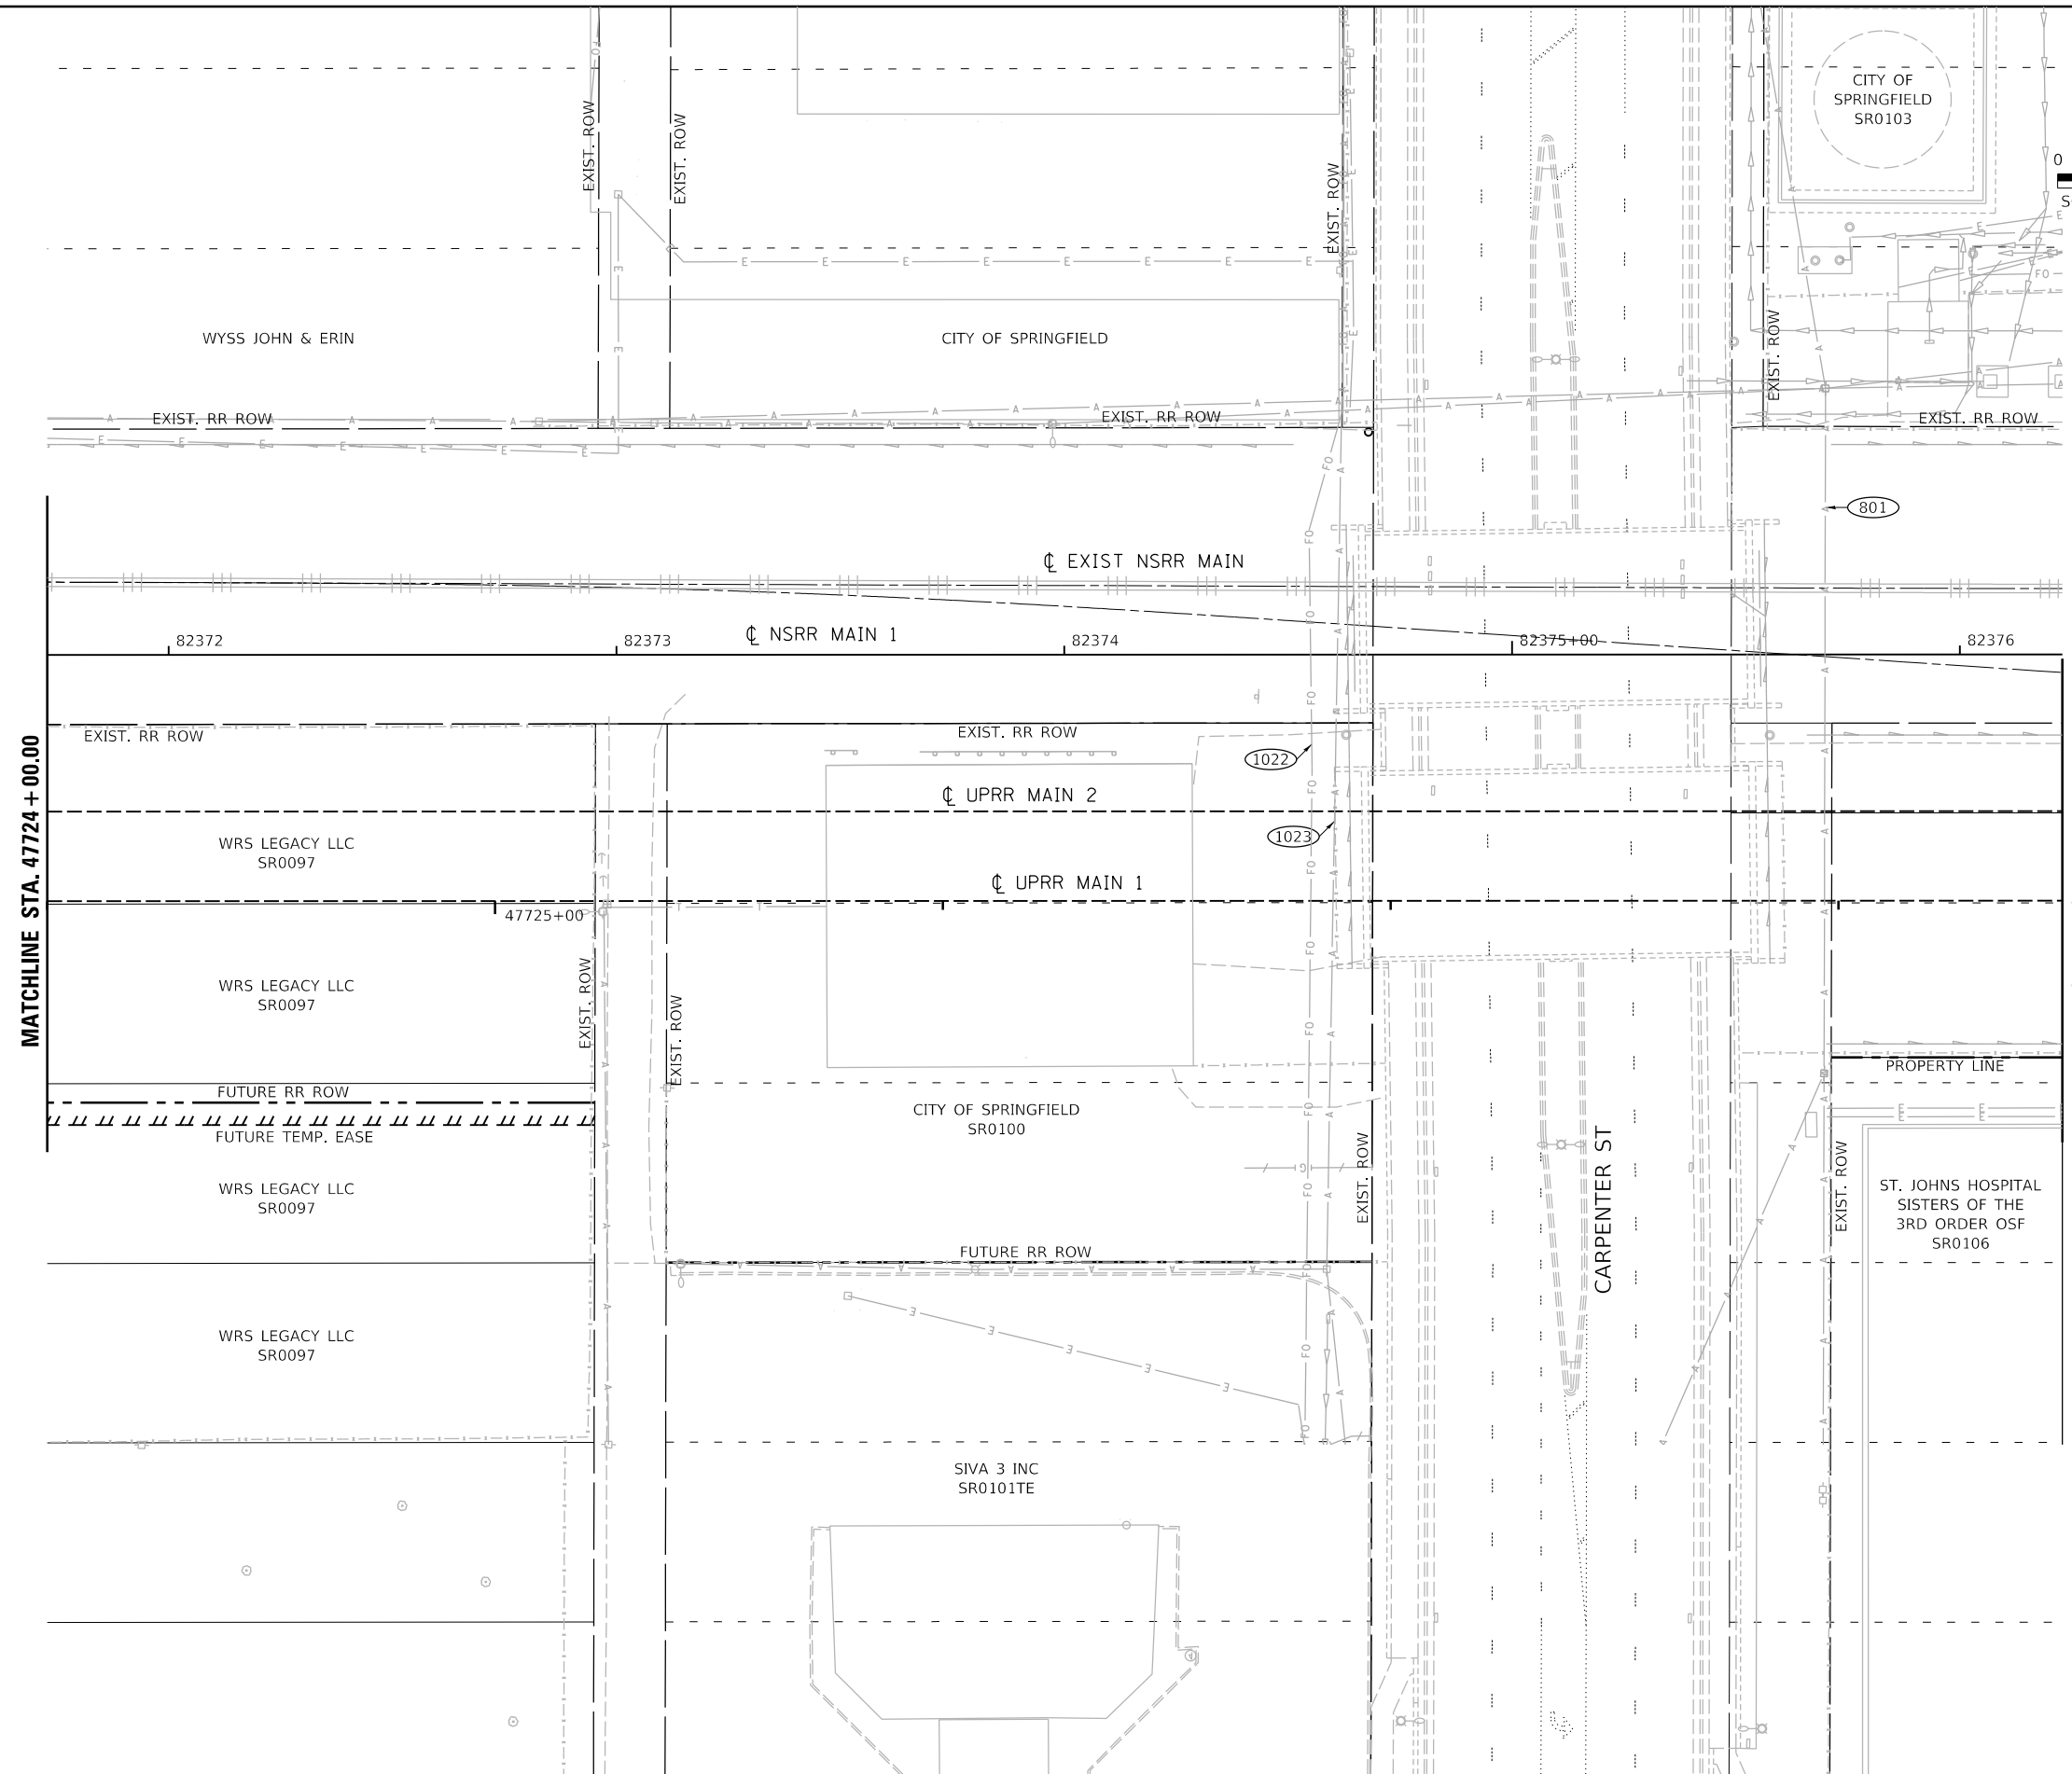 CITY OF
SPRINGFIELD
SR0103
0
S
EXIST. ROW
EXIST. ROW
EXIST. ROW
EXIST. ROW
WYSS JOHN & ERIN
CITY OF SPRINGFIELD
EXIST. RR ROW
EXIST. RR ROW
EXIST. RR ROW
801
℄ EXIST NSRR MAIN
82372
82373
℄ NSRR MAIN 1
82374
82375+00
82376
EXIST. RR ROW
EXIST. RR ROW
1022
℄ UPRR MAIN 2
1023
WRS LEGACY LLC
SR0097
℄ UPRR MAIN 1
47725+00
MATCHLINE STA. 47724+00.00
WRS LEGACY LLC
SR0097
EXIST. ROW
EXIST. ROW
PROPERTY LINE
FUTURE RR ROW
CITY OF SPRINGFIELD
SR0100
FUTURE TEMP. EASE
EXIST. ROW
CARPENTER ST
EXIST. ROW
WRS LEGACY LLC
SR0097
ST. JOHNS HOSPITAL
SISTERS OF THE
3RD ORDER OSF
SR0106
FUTURE RR ROW
WRS LEGACY LLC
SR0097
SIVA 3 INC
SR0101TE